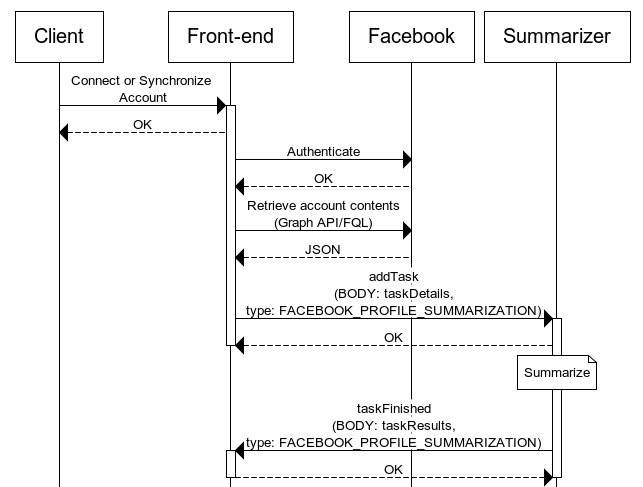 Client
Front-end
Facebook
Summarizer
Connect or Synchronize
Account
OK
Authenticate
OK
Retrieve account contents
(Graph API/FQL)
JSON
addTask
(BODY: taskDetails,
type: FACEBOOK_PROFILE_SUMMARIZATION)
OK
Summarize
taskFinished
(BODY: taskResults,
type: FACEBOOK_PROFILE_SUMMARIZATION)
OK